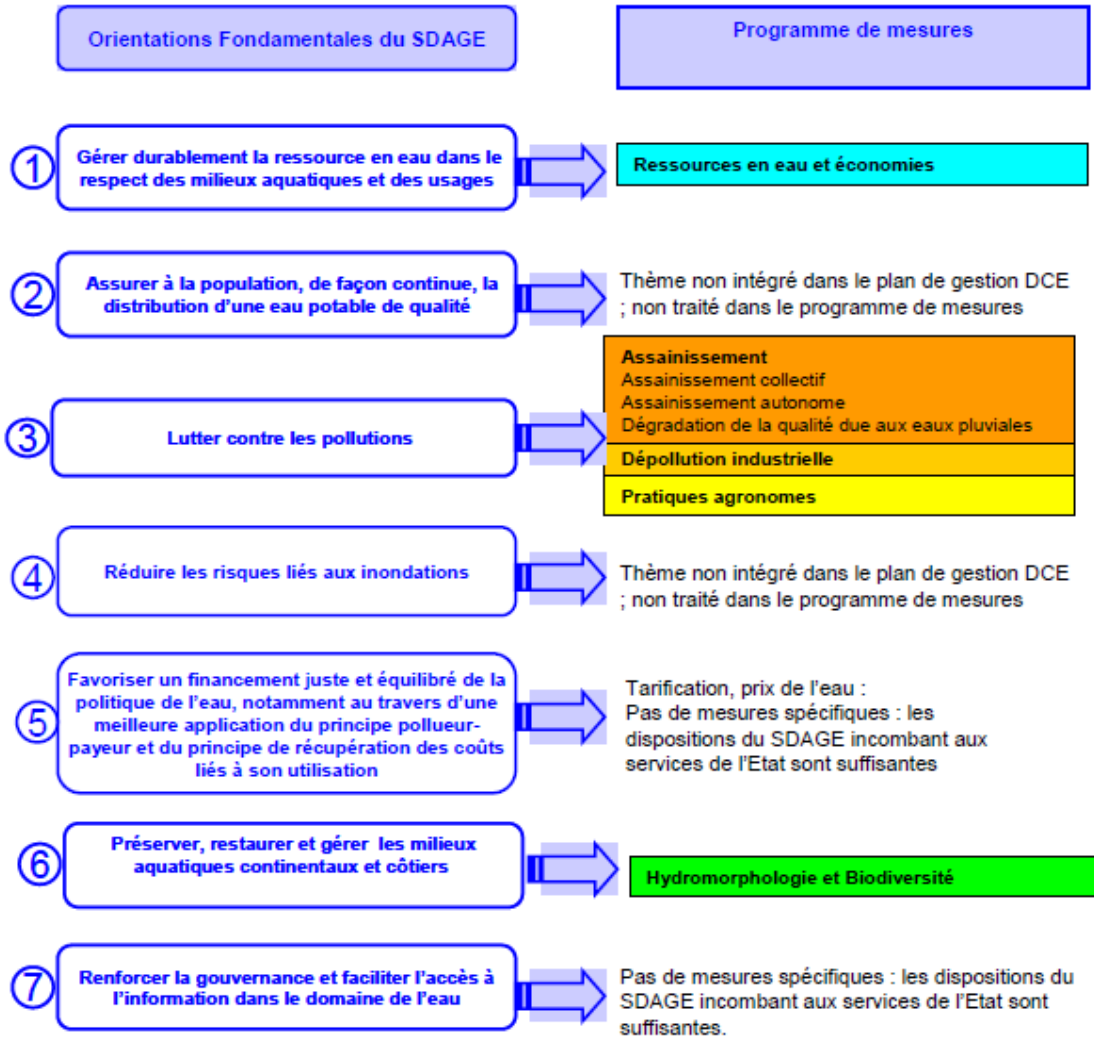 Orientations Fondamentales du SDAGE
Programme de mesures
1
Gérer durablement la ressource en eau dans le
respect des milieux aquatiques et des usages
Ressources en eau et économies
2
Assurer à la population, de façon continue, la
distribution d'une eau potable de qualité
Thème non intégré dans le plan de gestion DCE
; non traité dans le programme de mesures
3
Lutter contre les pollutions
Assainissement
Assainissement collectif
Assainissement autonome
Dégradation de la qualité due aux eaux pluviales
Dépollution industrielle
Pratiques agronomes
4
Réduire les risques liés aux inondations
Thème non intégré dans le plan de gestion DCE
; non traité dans le programme de mesures
5
Favoriser un financement juste et équilibré de la
politique de l'eau, notamment au travers d'une
meilleure application du principe pollueur-
payeur et du principe de récupération des coûts
liés à son utilisation
Tarification, prix de l'eau :
Pas de mesures spécifiques : les
dispositions du SDAGE incombant aux
services de l'Etat sont suffisantes
6
Préserver, restaurer et gérer les milieux
aquatiques continentaux et côtiers
Hydromorphologie et Biodiversité
7
Renforcer la gouvernance et faciliter l'accès à
l'information dans le domaine de l'eau
Pas de mesures spécifiques : les dispositions du
SDAGE incombant aux services de l'Etat sont
suffisantes.